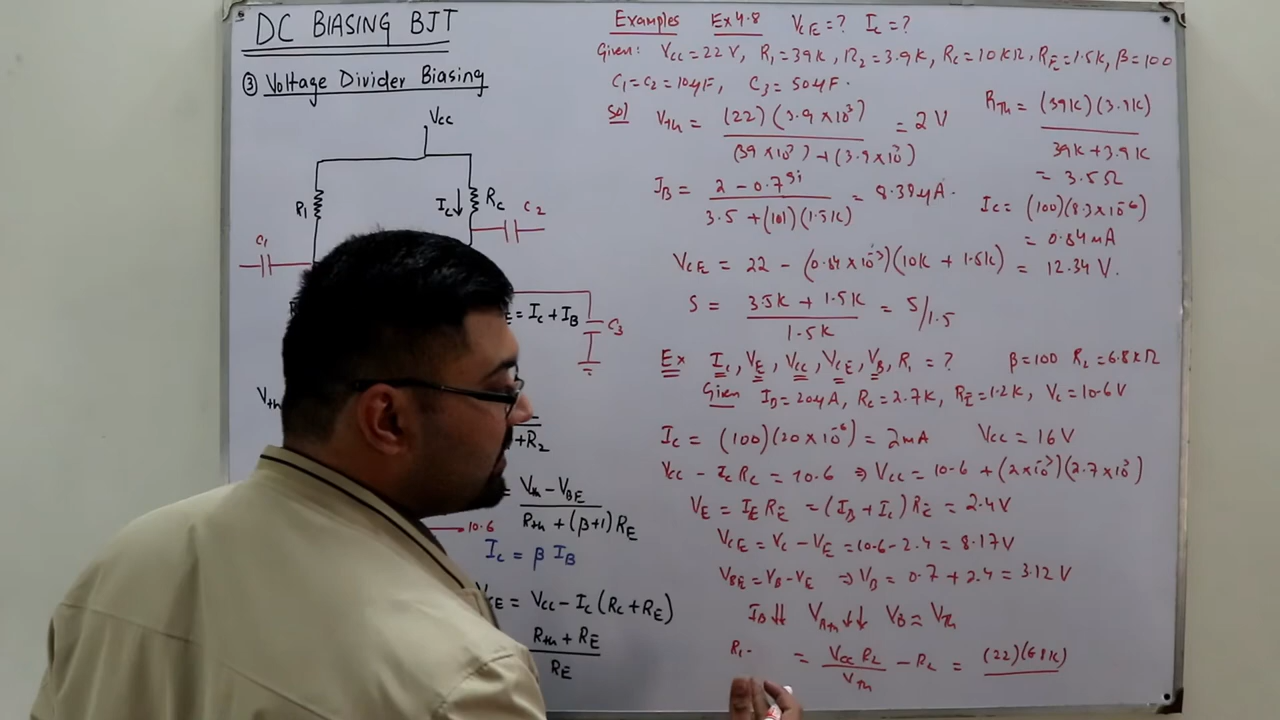 DC BIASING BJT
③ Voltage Divider Biasing
Vcc
R1
Ic
Rc
C2
C1
= Ic + IB
C3
Vth
+R2
= Vth - VBE
Rth + (β+1) RE
10.6
Ic = β IB
= Vcc - Ic (Rc + RE)
Rth + RE
RE
Examples Ex 4.8 VCE = ? Ic = ?
Given: Vcc = 22 V, R1 = 39K, R2 = 3.9K, Rc = 10KΩ, RE = 1.5K, β = 100
C1 = C2 = 10μF, C3 = 50μF.
Sol VTh = (22) (3.9 x 10³) = 2 V
(39 x 10³) + (3.9 x 10³)
RTh = (39K) (3.9K)
39K + 3.9K
= 3.5Ω
IB = 2 - 0.7 Si = 8.38μA.
3.5 + (101) (1.5K)
Ic = (100) (8.3 x 10⁻⁶)
= 0.84 mA
VCE = 22 - (0.84 x 10⁻³) (10K + 1.5K) = 12.34 V.
S = 3.5K + 1.5K = 5/1.5
1.5K
Ex Ic, VE, Vcc, VCE, VB, R1 = ? β = 100 R2 = 6.8KΩ
Given IB = 20μA, Rc = 2.7K, RE = 1.2K, Vc = 10.6V
Ic = (100) (20 x 10⁻⁶) = 2mA Vcc = 16V
Vcc - Ic Rc = 10.6 ⇒ Vcc = 10.6 + (2x10⁻³) (2.7 x 10³)
VE = IE RE = (IB + Ic) RE = 2.4V
VCE = Vc - VE = 10.6 - 2.4 = 8.17V
VBE = VB - VE ⇒ VB = 0.7 + 2.4 = 3.12 V
IB ↓↓ VRth ↓↓ VB ≈ VTh
R1 = Vcc R2 - R2 = (22) (6.8K)
VTh